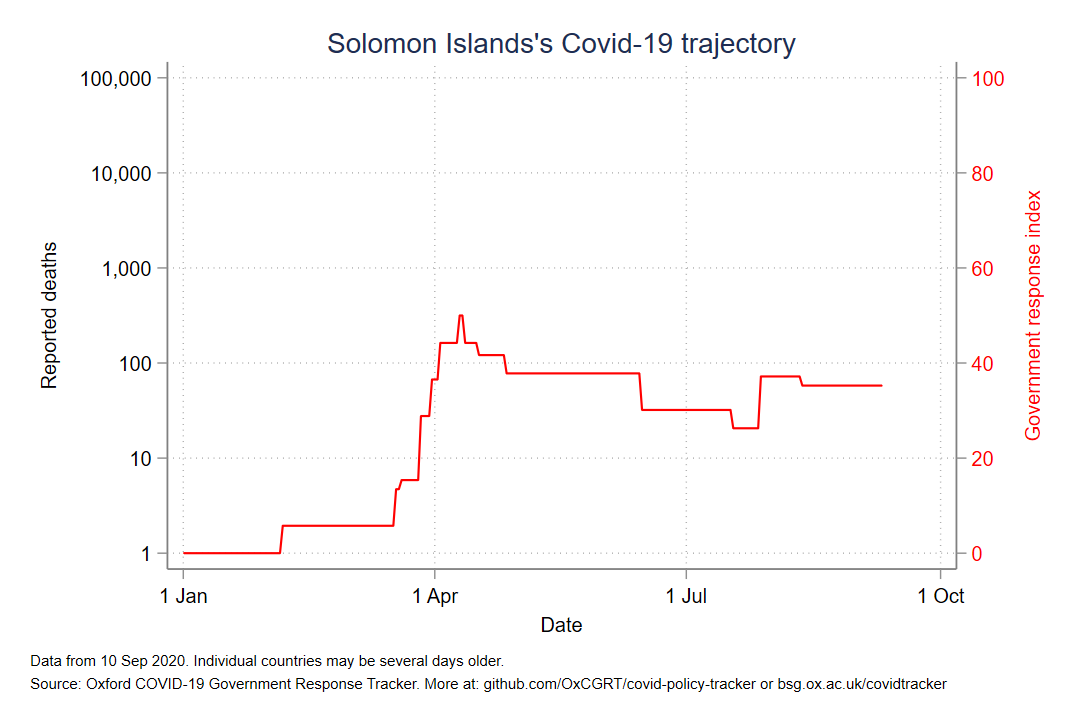 Solomon Islands's Covid-19 trajectory
100,000
10,000
1,000
100
10
1
Reported deaths
100
80
60
40
20
0
Government response index
1 Jan
1 Apr
1 Jul
1 Oct
Date
Data from 10 Sep 2020. Individual countries may be several days older.
Source: Oxford COVID-19 Government Response Tracker. More at: github.com/OxCGRT/covid-policy-tracker or bsg.ox.ac.uk/covidtracker